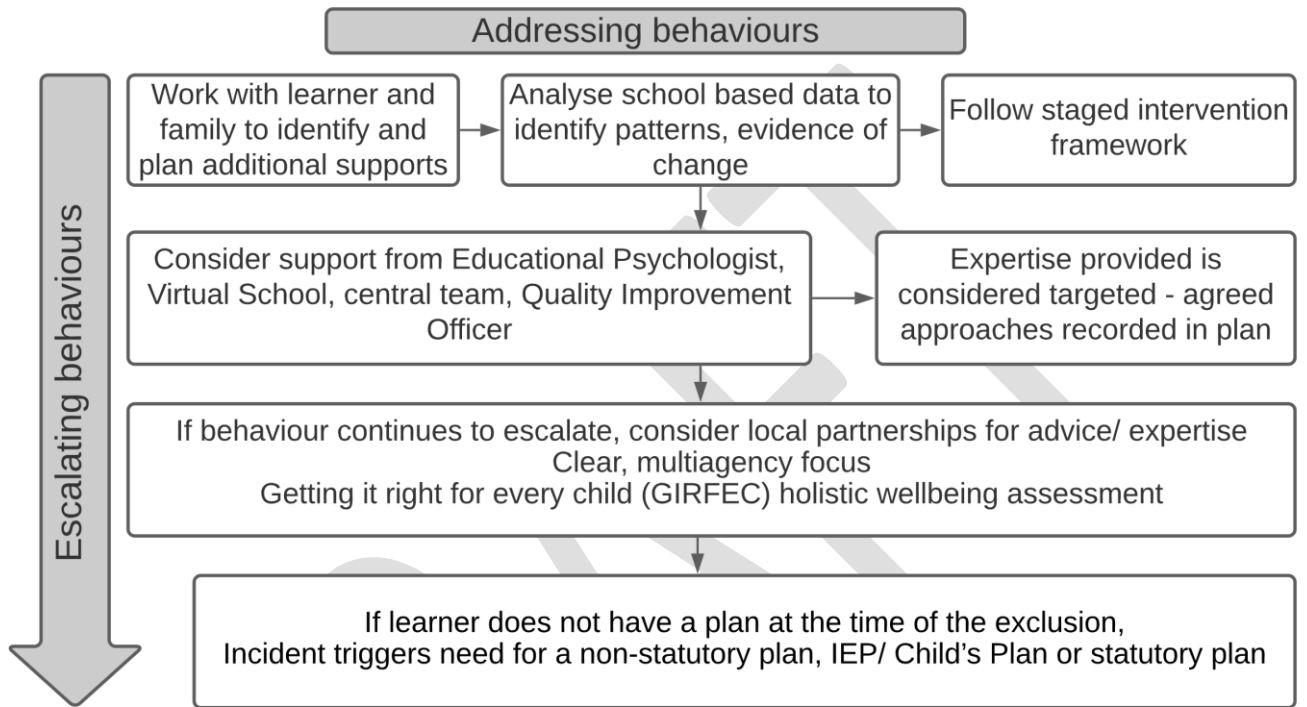 Addressing behaviours
Escalating behaviours
Work with learner and
family to identify and
plan additional supports
Analyse school based data to
identify patterns, evidence of
change
Follow staged intervention
framework
Consider support from Educational Psychologist,
Virtual School, central team, Quality Improvement
Officer
Expertise provided is
considered targeted - agreed
approaches recorded in plan
If behaviour continues to escalate, consider local partnerships for advice/ expertise
Clear, multiagency focus
Getting it right for every child (GIRFEC) holistic wellbeing assessment
If learner does not have a plan at the time of the exclusion,
Incident triggers need for a non-statutory plan, IEP/ Child's Plan or statutory plan